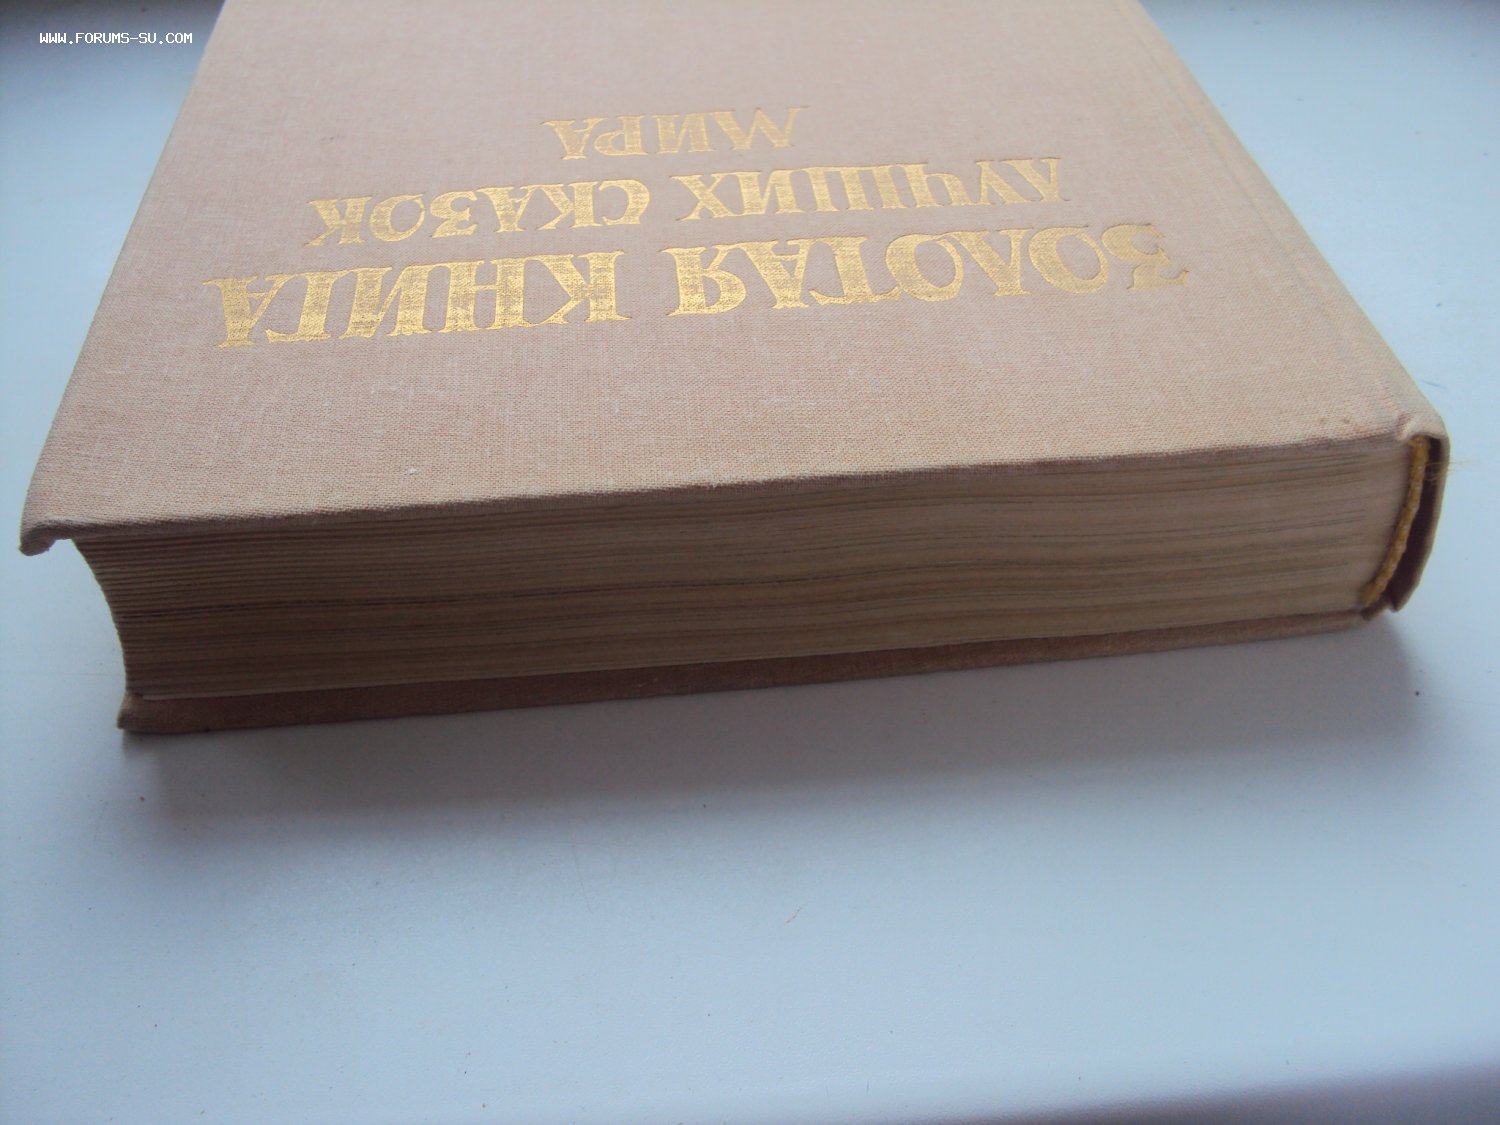 WWW.FORUMS-SU.COM
ЗОЛОТАЯ КНИГА
ЛУЧШИХ СКАЗОК
МИРА